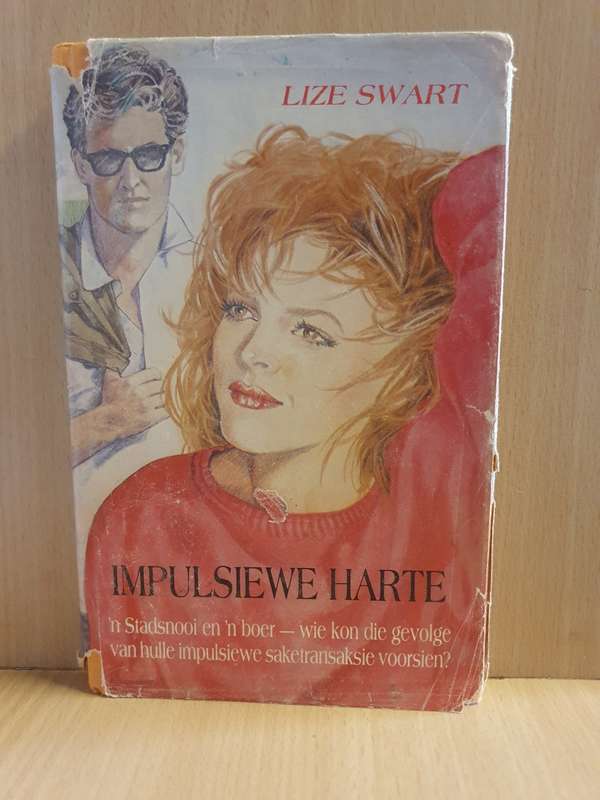 LIZE SWART
IMPULSIEWE HARTE
'n Stadsnooi en 'n boer — wie kon die gevolge
van hulle impulsiewe saketransaksie voorsien?